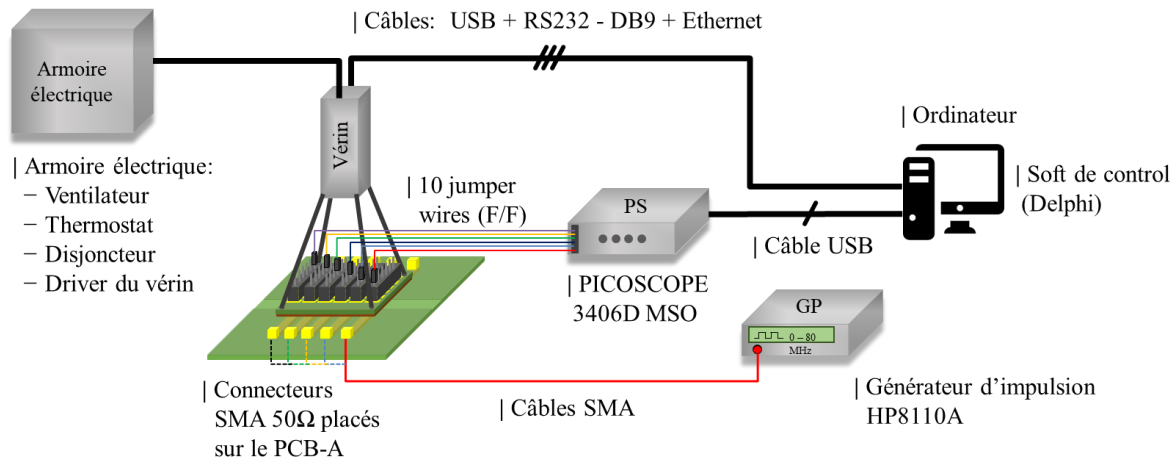 | Câbles: USB + RS232 - DB9 + Ethernet
Armoire
électrique
Vérin
| Ordinateur
| Armoire électrique:
– Ventilateur
– Thermostat
– Disjoncteur
– Driver du vérin
| 10 jumper
wires (F/F)
PS
| Soft de control
(Delphi)
| Câble USB
| PICOSCOPE
3406D MSO
GP
0 – 80
MHz
| Connecteurs
SMA 50Ω placés
sur le PCB-A
| Câbles SMA
| Générateur d’impulsion
HP8110A